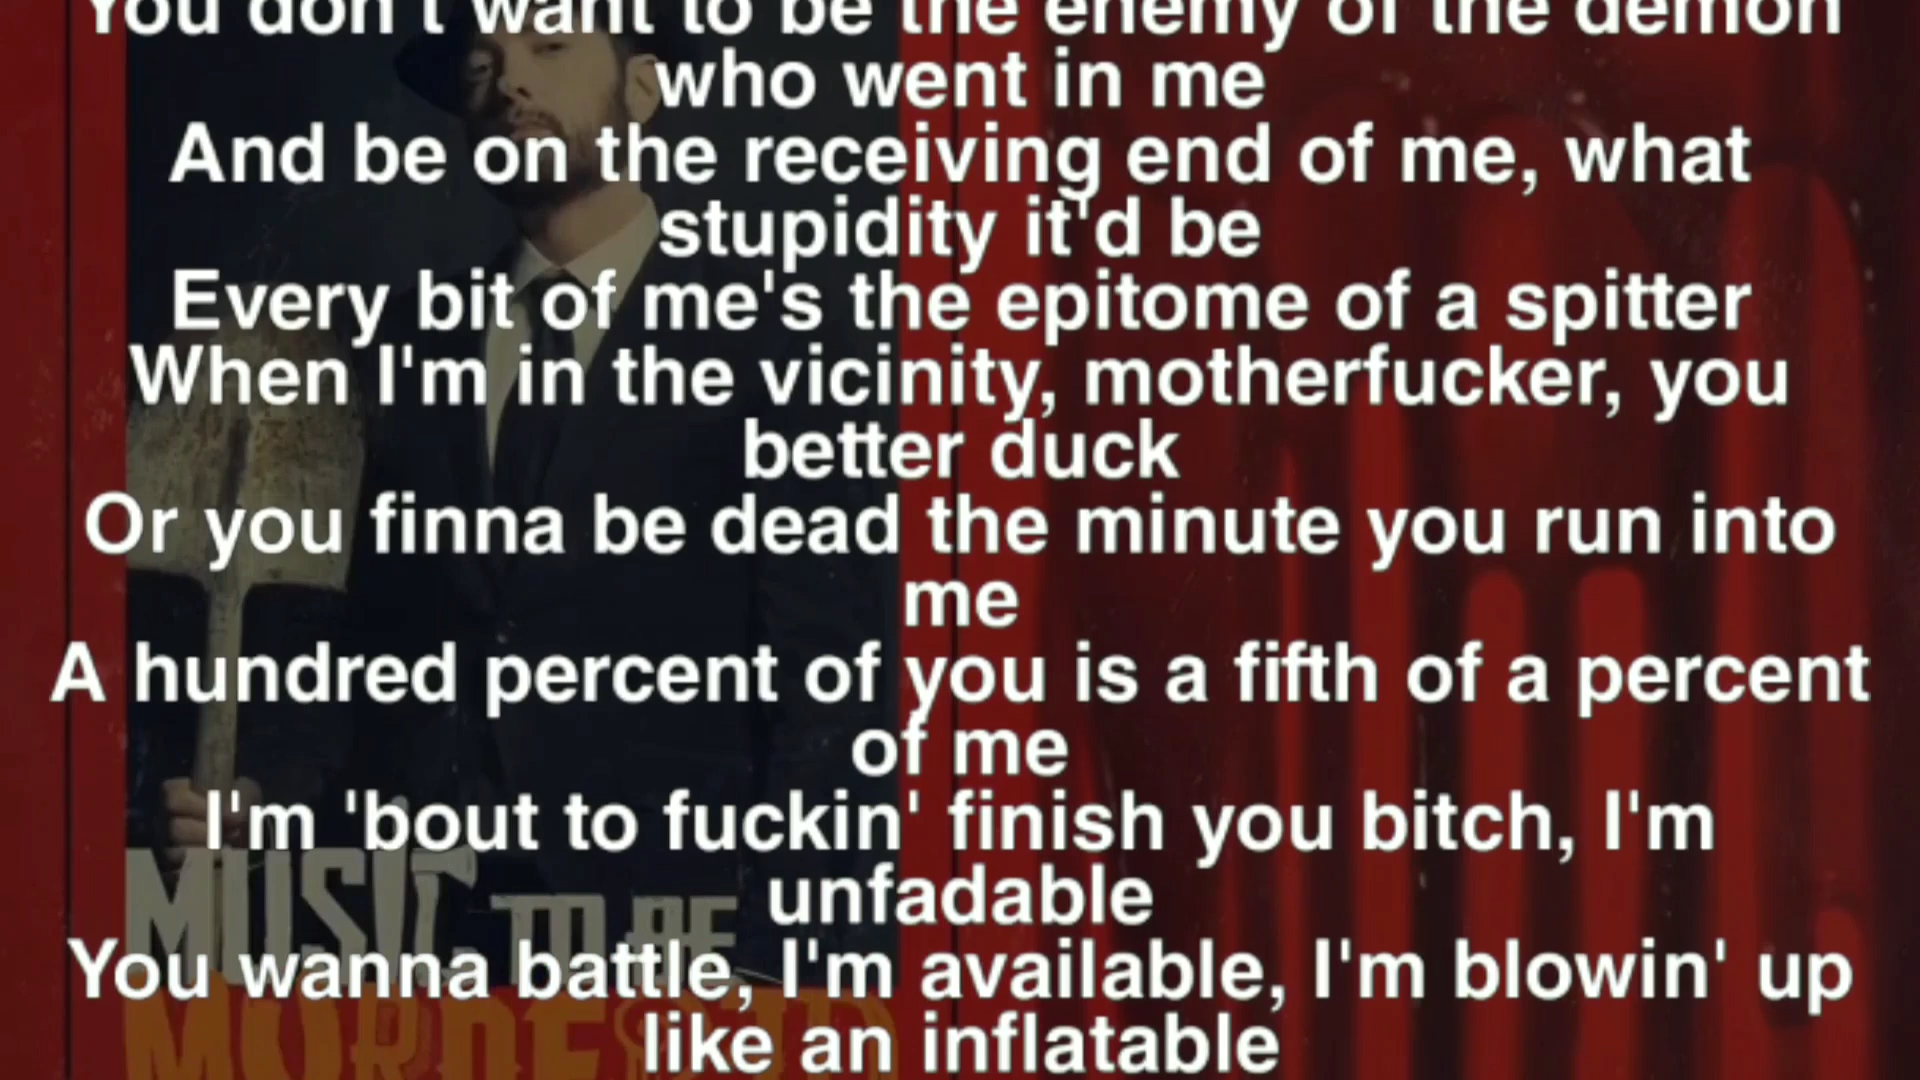 You don't want to be the enemy of the demon
who went in me
And be on the receiving end of me, what
stupidity it'd be
Every bit of me's the epitome of a spitter
When I'm in the vicinity, motherfucker, you
better duck
Or you finna be dead the minute you run into
me
A hundred percent of you is a fifth of a percent
of me
I'm 'bout to fuckin' finish you bitch, I'm
unfadable
You wanna battle, I'm available, I'm blowin' up
like an inflatable
MUSIC TO BE